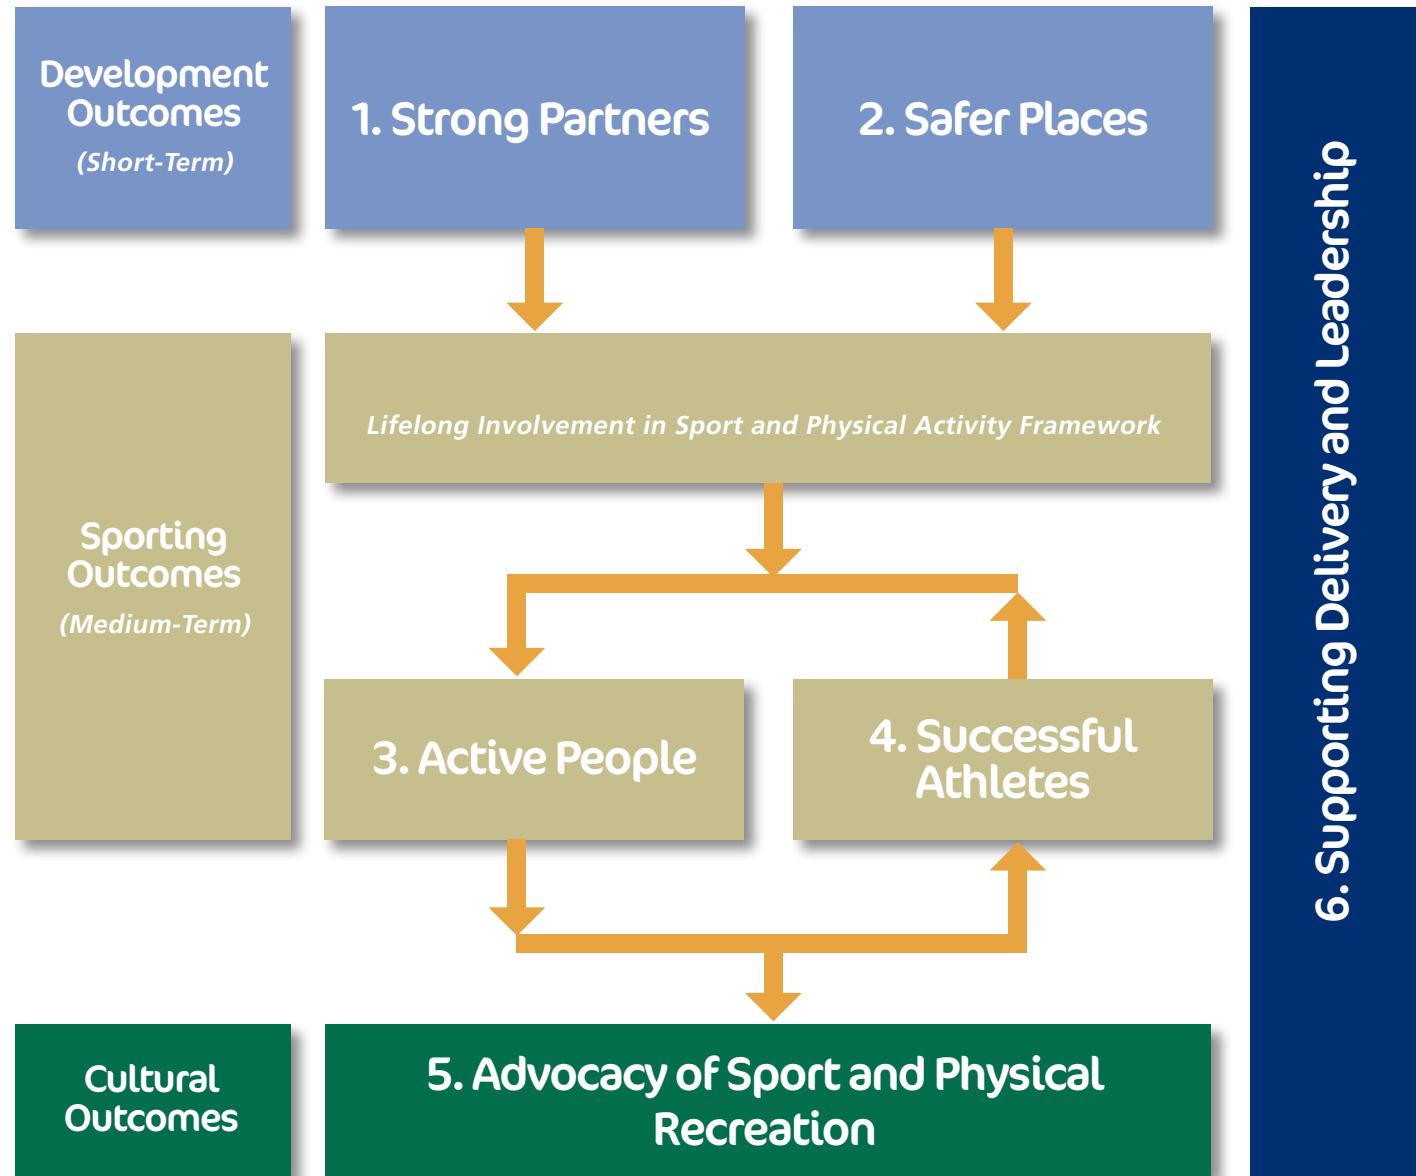 Development
Outcomes
(Short-Term)
1. Strong Partners
2. Safer Places
Sporting
Outcomes
(Medium-Term)
Lifelong Involvement in Sport and Physical Activity Framework
3. Active People
4. Successful
Athletes
Cultural
Outcomes
5. Advocacy of Sport and Physical
Recreation
6. Supporting Delivery and Leadership